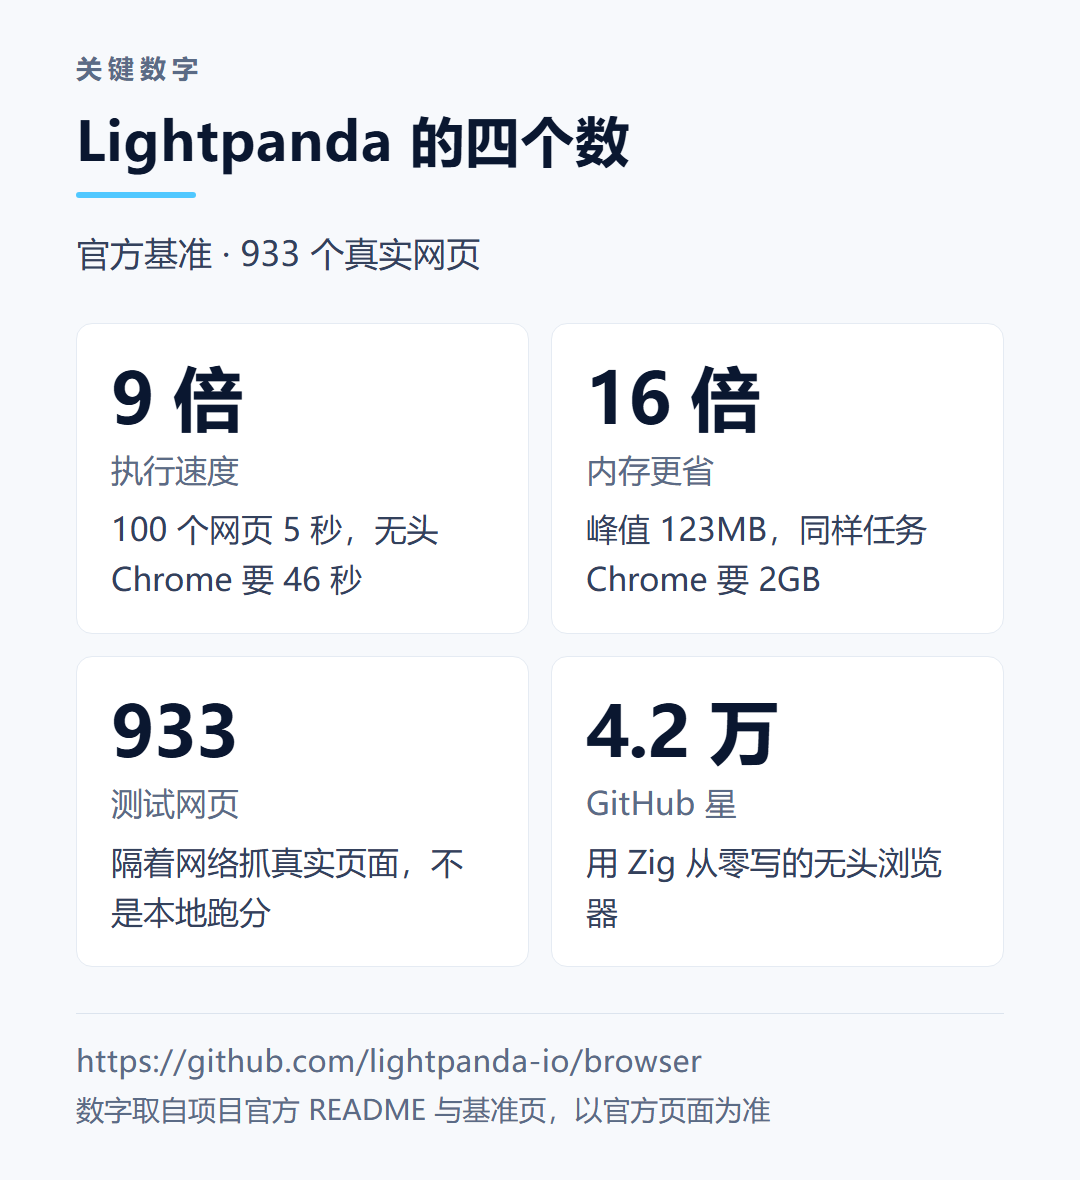 关键数字
Lightpanda 的四个数
官方基准 · 933 个真实网页
9 倍
执行速度
100 个网页 5 秒，无头
Chrome 要 46 秒
16 倍
内存更省
峰值 123MB，同样任务
Chrome 要 2GB
933
测试网页
隔着网络抓真实页面，不
是本地跑分
4.2 万
GitHub 星
用 Zig 从零写的无头浏览
器
https://github.com/lightpanda-io/browser
数字取自项目官方 README 与基准页，以官方页面为准